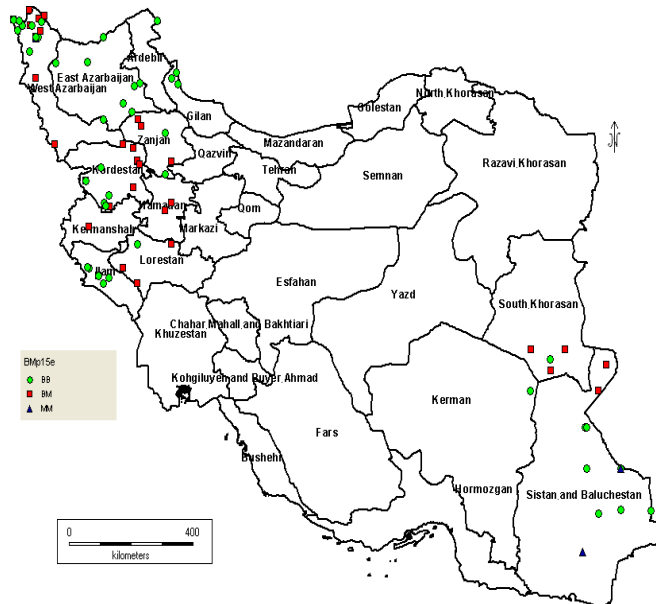 Ardebil
East Azarbaijan
West Azarbaijan
Gilan
North Khorasan
Golestan
Zanjan
Mazandaran
Qazvin
Razavi Khorasan
Tehran
Kordestan
Semnan
Hamadan
Qom
Markazi
Kermanshah
Lorestan
Ilam
Esfahan
Yazd
South Khorasan
Chahar Mahall and Bakhtiari
Khuzestan
BMp15e
BB
BM
MM
Kohgiluyeh and Buyer Ahmad
Kerman
Fars
Bushehr
Hormozgan
Sistan and Baluchestan
0 400
kilometers